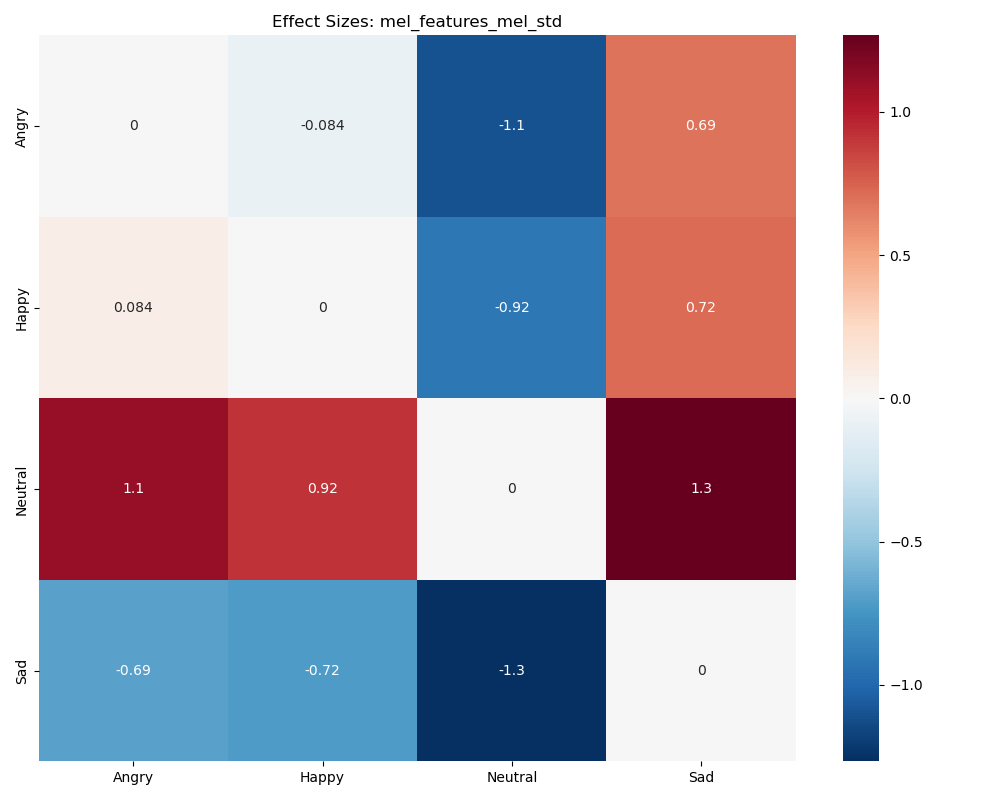 Effect Sizes: mel_features_mel_std
Angry
0
-0.084
-1.1
0.69
Happy
0.084
0
-0.92
0.72
Neutral
1.1
0.92
0
1.3
Sad
-0.69
-0.72
-1.3
0
Angry
Happy
Neutral
Sad
1.0
0.5
0.0
−0.5
−1.0